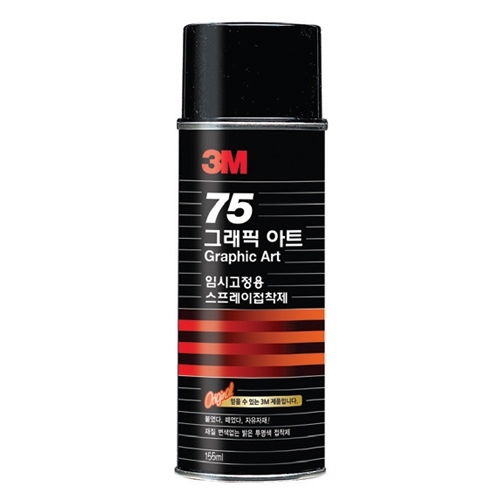 3M
75
그래픽 아트
Graphic Art
임시고정용
스프레이접착제
Original
믿을 수 있는 3M 제품입니다.
붙였다, 떼었다, 자유자재!
재질 변색없는 밝은 투명색 접착제
155ml